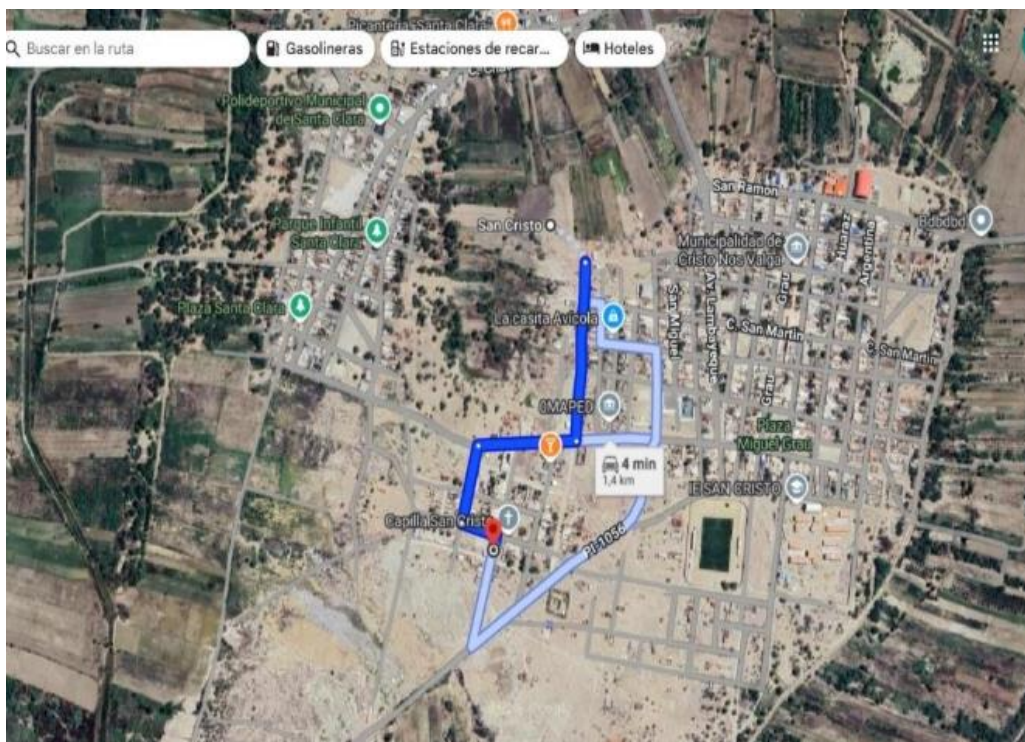 Picanterias Santa Clara
Buscar en la ruta
Gasolineras
Estaciones de recar...
Hoteles
Polideportivo Municipal
de Santa Clara
San Ramon
Parque Infantil
Santa Clara
San Cristo
Municipalidad de
Cristo Nos Valga
Huaraz
Argentina
Bdbdbd
Plaza Santa Clara
La casita Avicola
San Miguel
Av. Lambayeque
Grau
C. San Martin
C. San Martin
OMAPED
Grau
Plaza
Miguel Grau
4 min
1,4 km
IE SAN CRISTO
Capilla San Cristo
PI-1056